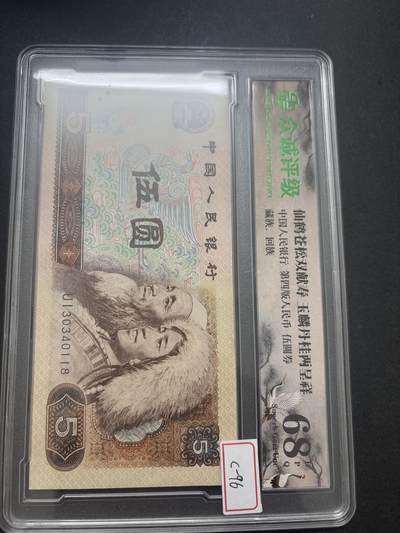 众诚评级
仙鹤苍松双献寿 玉麟丹桂两呈祥
中国人民银行 第四版人民币 伍圆券
藏族、回族
68
E P
Q
中国人民银行
伍圆
UI30340118
5
5
5
C-96